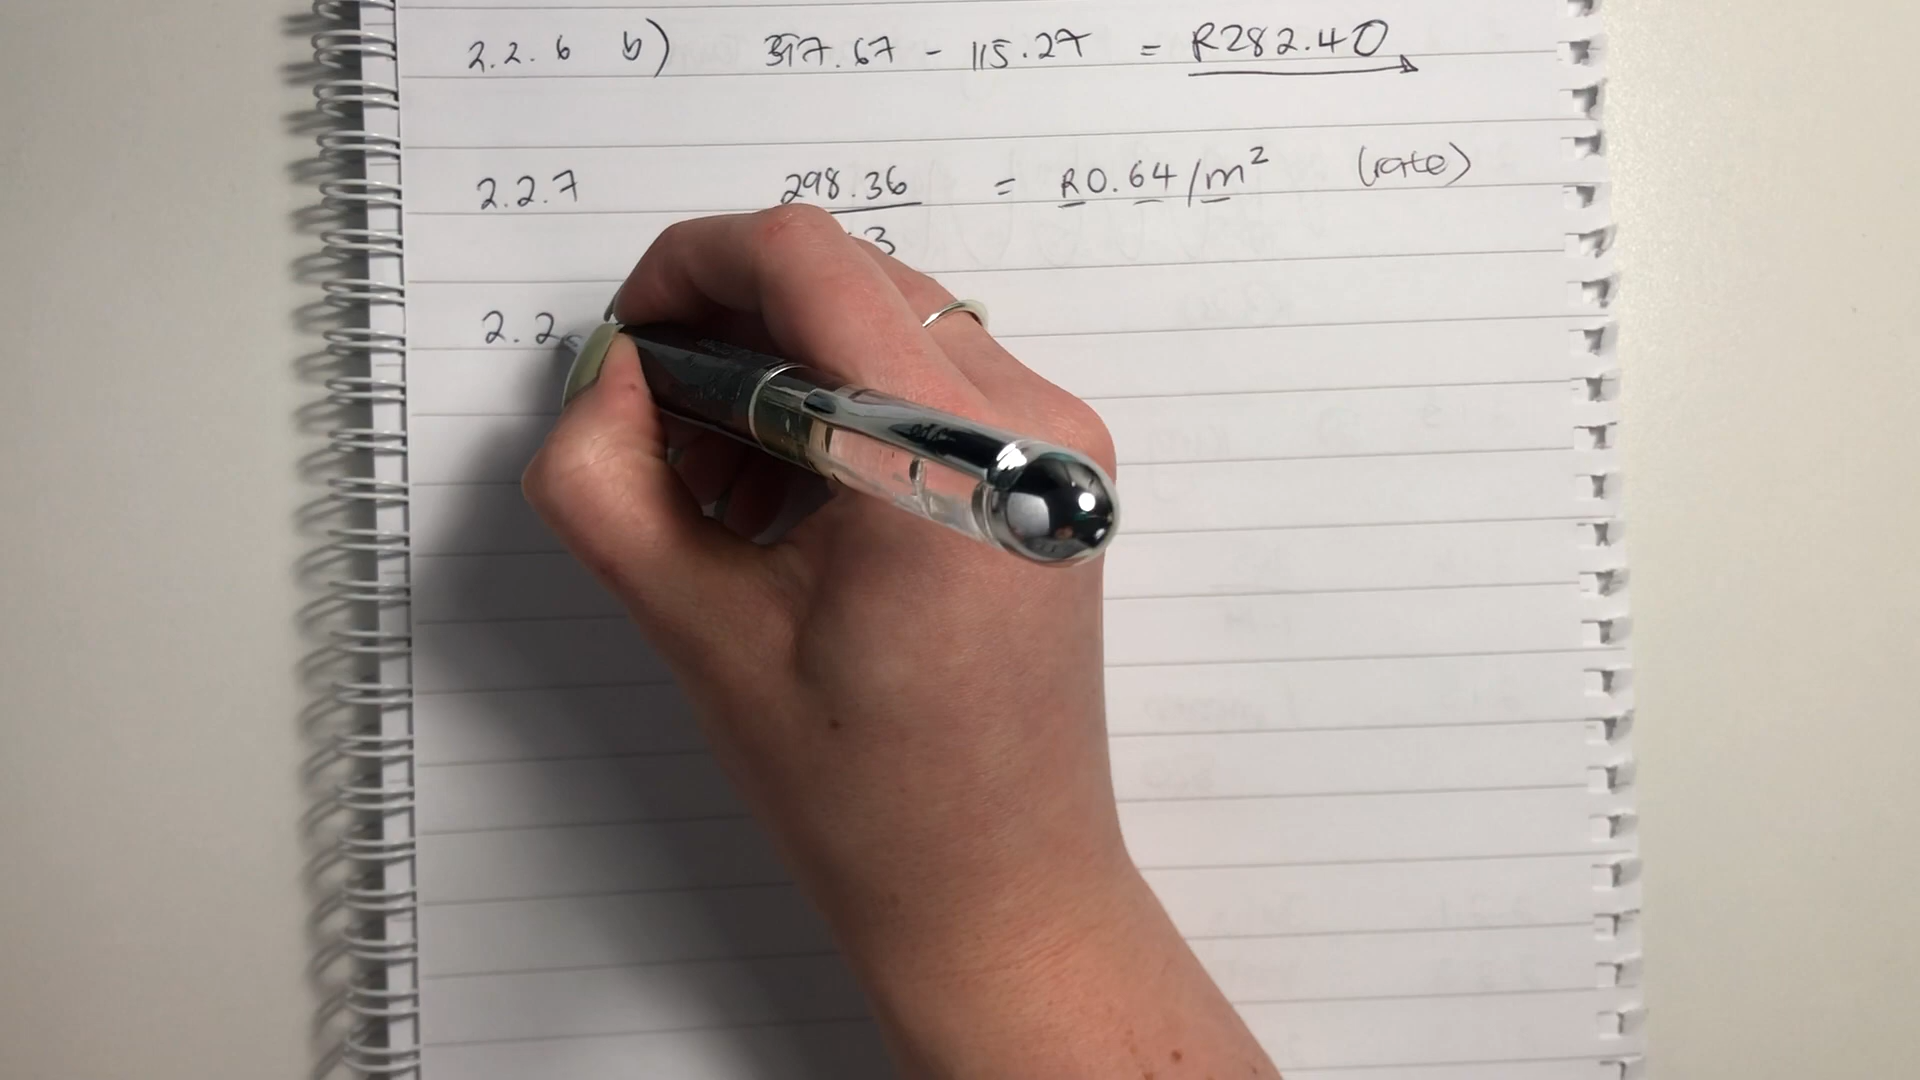 2.2.6 b) 397.67 - 115.27 = R282.40
2.2.7 298.36 = R0.64/m² (rate)
3
2.2